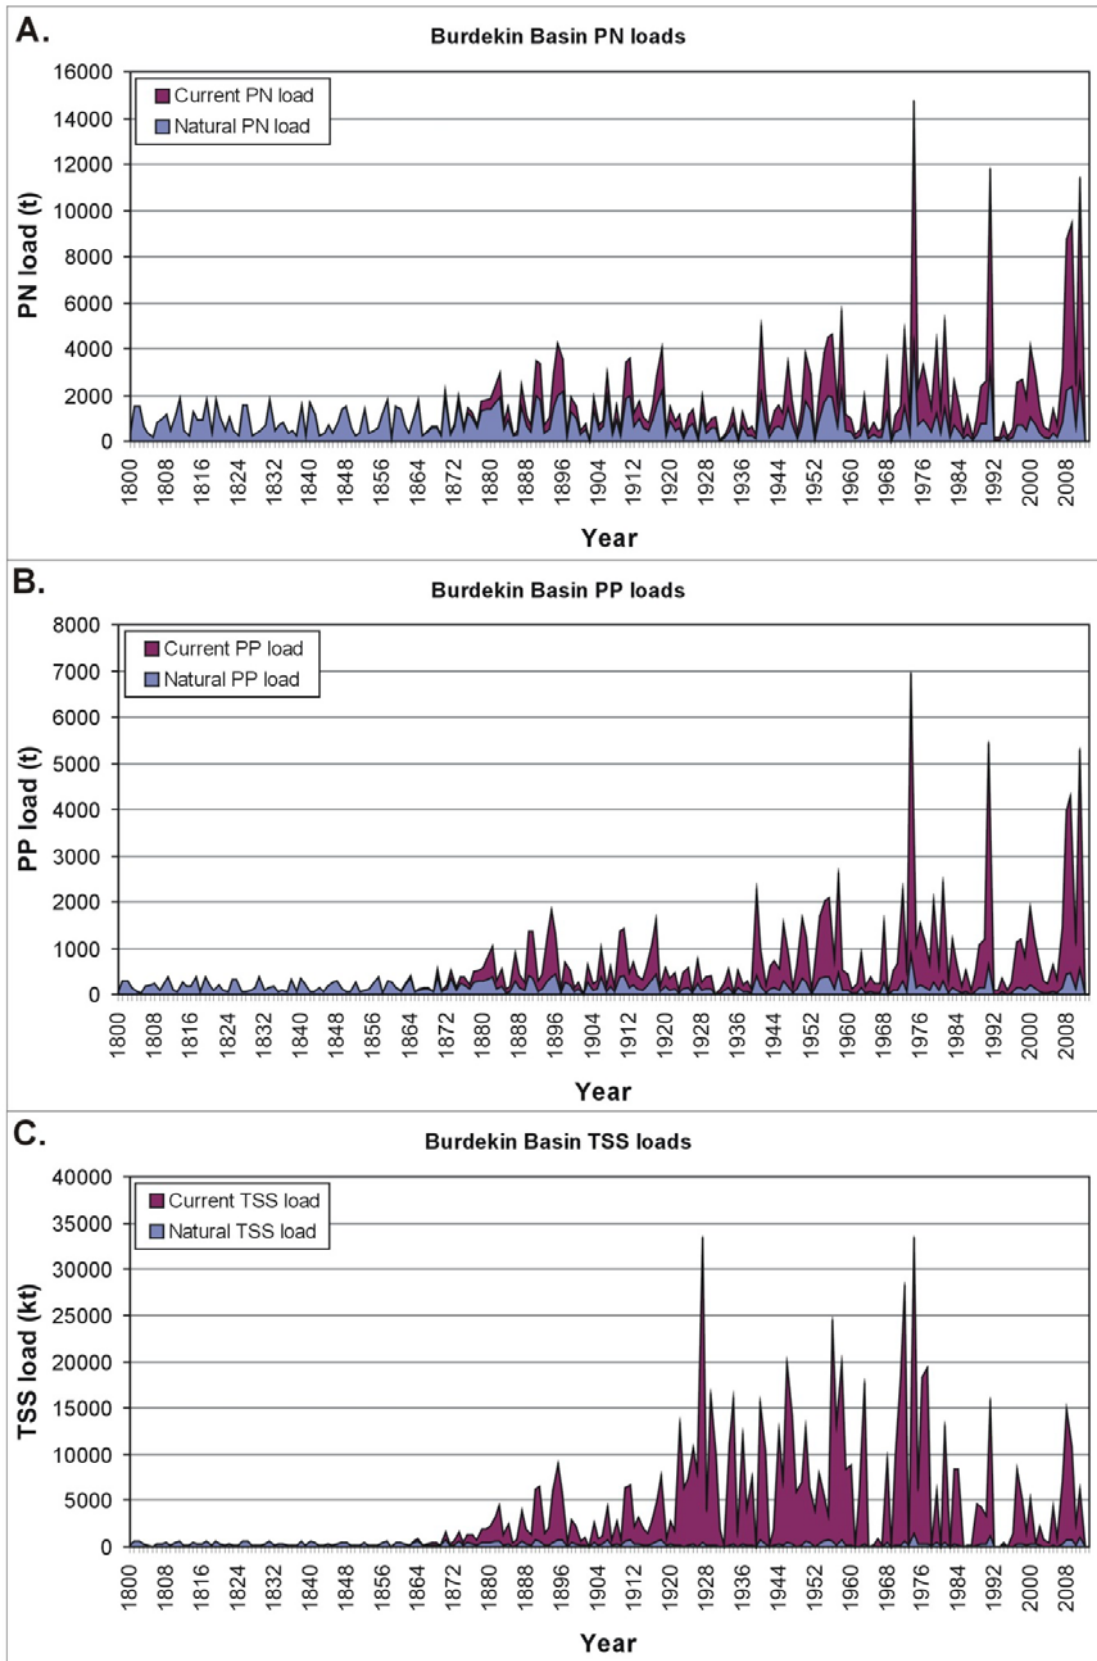 A.
Burdekin Basin PN loads
16000
14000
12000
10000
8000
6000
4000
2000
0
Current PN load
Natural PN load
PN load (t)
1800 1808 1816 1824 1832 1840 1848 1856 1864 1872 1880 1888 1896 1904 1912 1920 1928 1936 1944 1952 1960 1968 1976 1984 1992 2000 2008
Year
B.
Burdekin Basin PP loads
8000
7000
6000
5000
4000
3000
2000
1000
0
Current PP load
Natural PP load
PP load (t)
1800 1808 1816 1824 1832 1840 1848 1856 1864 1872 1880 1888 1896 1904 1912 1920 1928 1936 1944 1952 1960 1968 1976 1984 1992 2000 2008
Year
C.
Burdekin Basin TSS loads
40000
35000
30000
25000
20000
15000
10000
5000
0
Current TSS load
Natural TSS load
TSS load (kt)
1800 1808 1816 1824 1832 1840 1848 1856 1864 1872 1880 1888 1896 1904 1912 1920 1928 1936 1944 1952 1960 1968 1976 1984 1992 2000 2008
Year